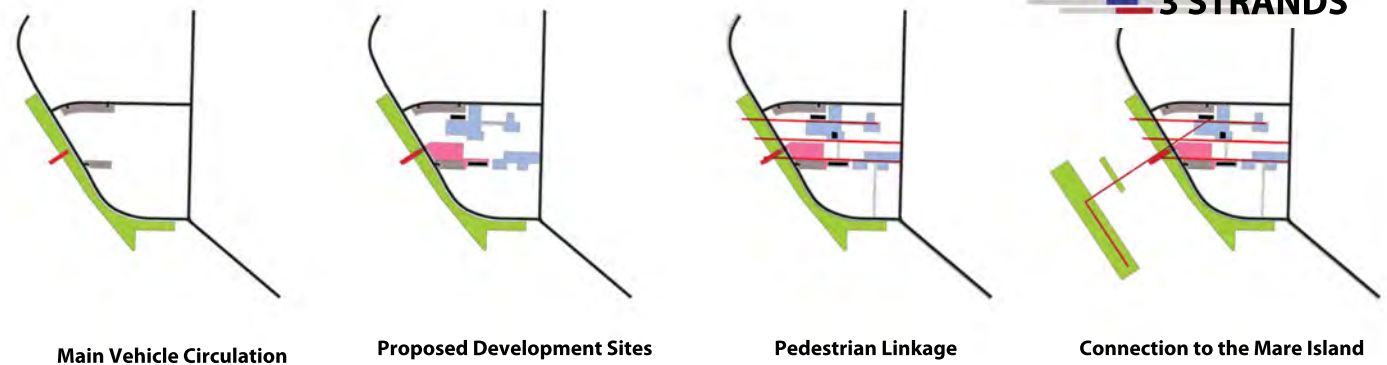 3 STRANDS
Main Vehicle Circulation
Proposed Development Sites
Pedestrian Linkage
Connection to the Mare Island